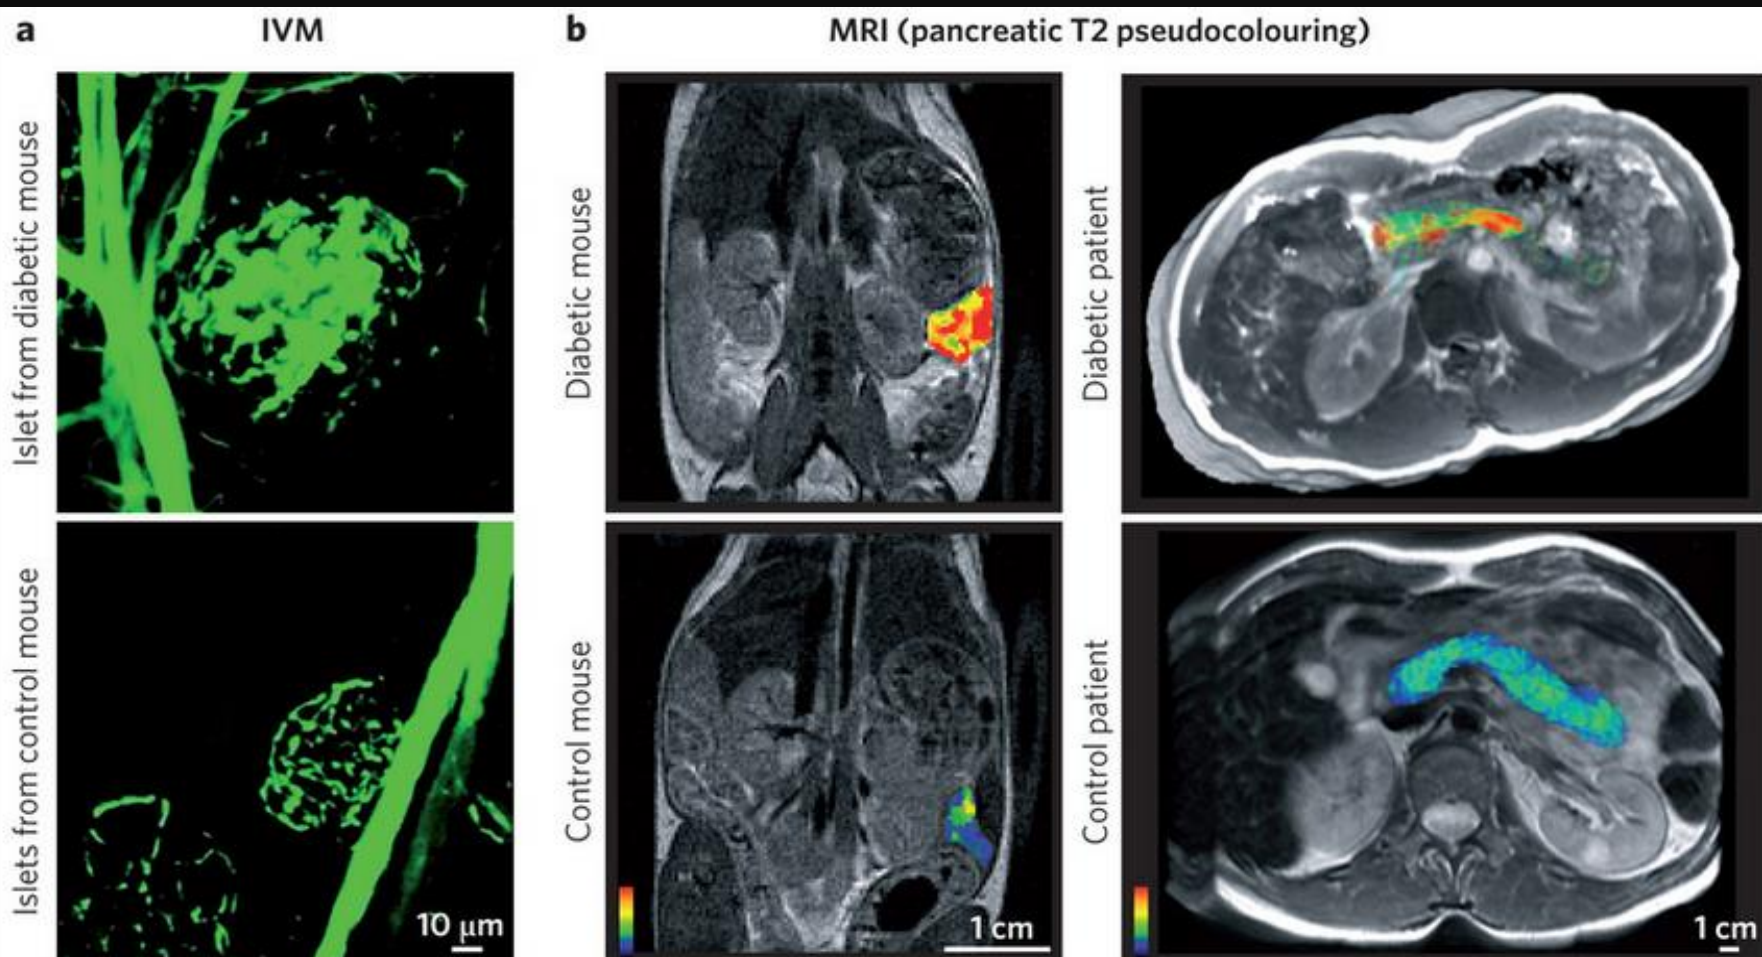 a
IVM
b
MRI (pancreatic T2 pseudocolouring)
Islet from diabetic mouse
Diabetic mouse
Diabetic patient
Islets from control mouse
Control mouse
Control patient
10 μm
1 cm
1 cm